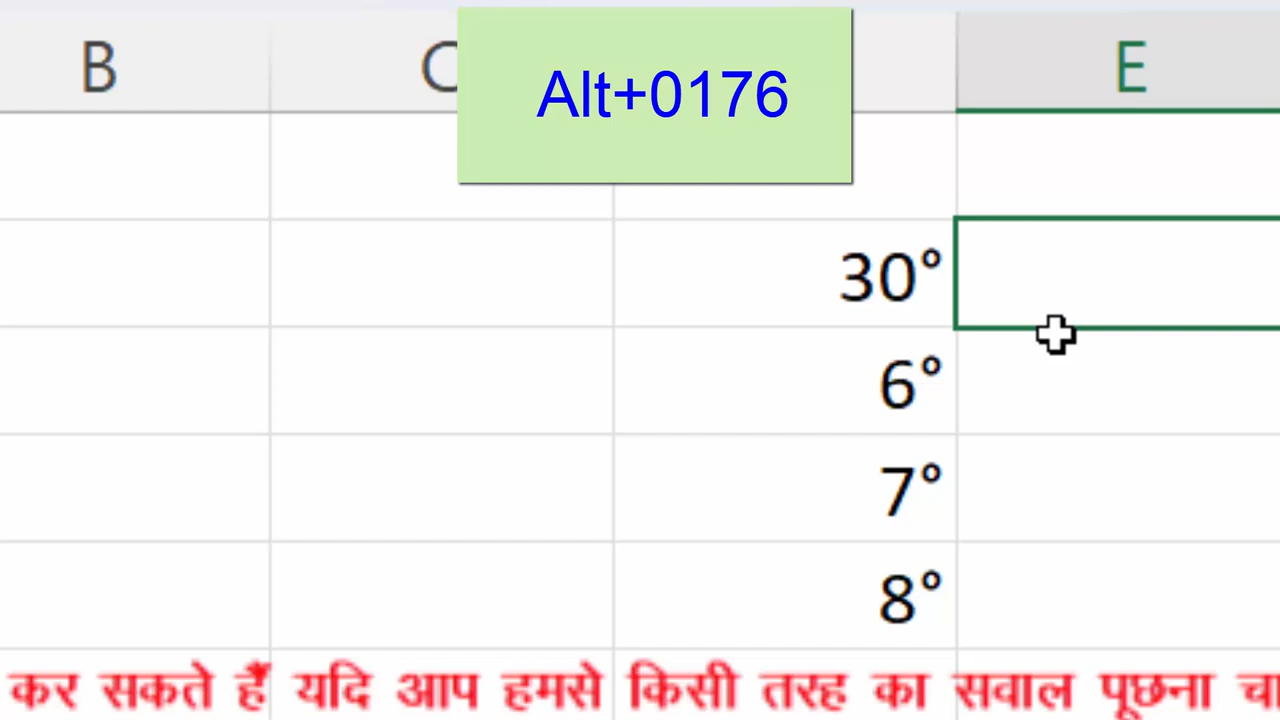 B C E
Alt+0176
30°
6°
7°
8°
कर सकते हैं यदि आप हमसे किसी तरह का सवाल पूछना